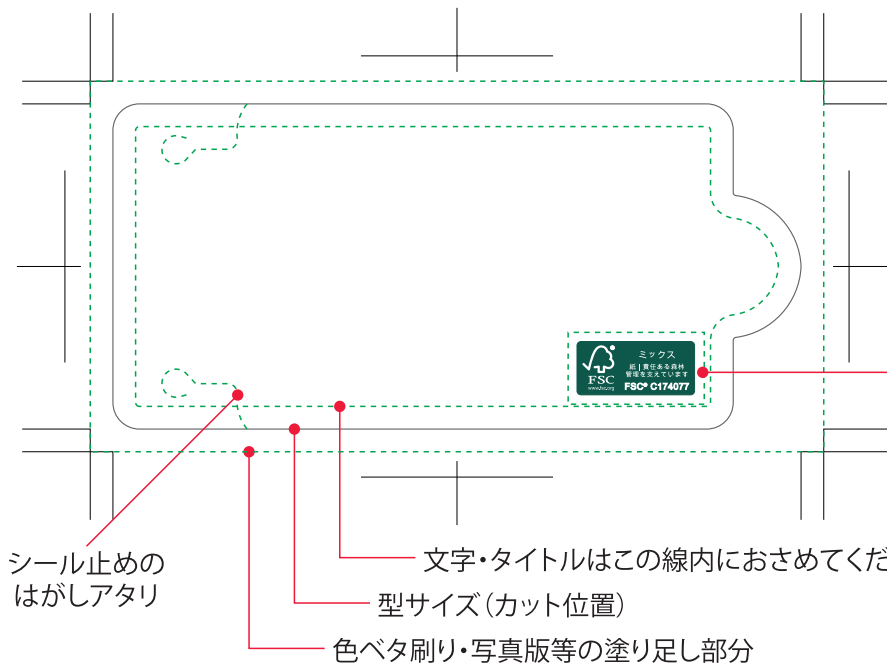 ミックス
紙 | 責任ある森林
管理を支えています
FSC® C174077
FSC
www.fsc.org
シール止めの
はがしアタリ
文字・タイトルはこの線内におさめてくだ
型サイズ（カット位置）
色ベタ刷り・写真版等の塗り足し部分